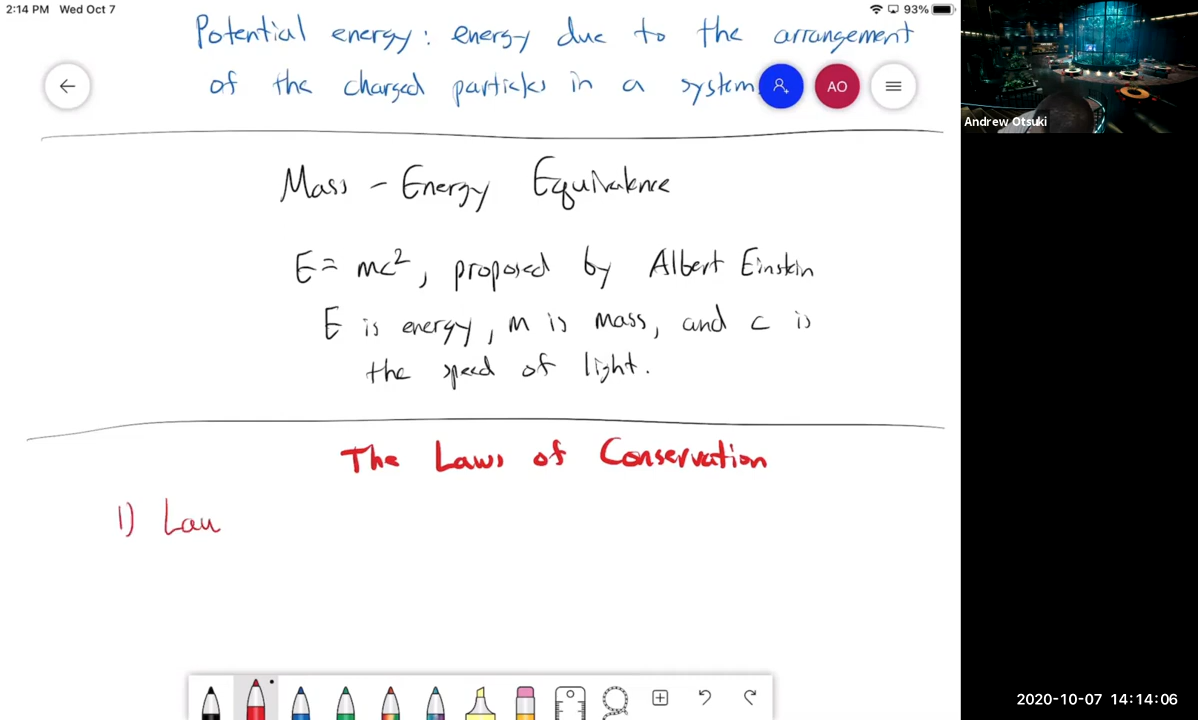 2:14 PM Wed Oct 7
93%
Potential energy: energy due to the arrangement
of the charged particles in a system
AO
Andrew Otsuki
Mass - Energy Equivalence
E = mc², proposed by Albert Einstein
E is energy, m is mass, and c is
the speed of light.
The Laws of Conservation
1) Law
2020-10-07 14:14:06